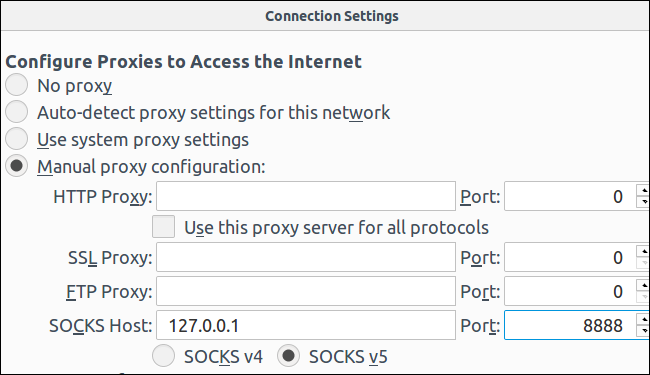 Connection Settings
Configure Proxies to Access the Internet
No proxy
Auto-detect proxy settings for this network
Use system proxy settings
Manual proxy configuration:
HTTP Proxy: Port: 0
Use this proxy server for all protocols
SSL Proxy: Port: 0
FTP Proxy: Port: 0
SOCKS Host: 127.0.0.1 Port: 8888
SOCKS v4 SOCKS v5